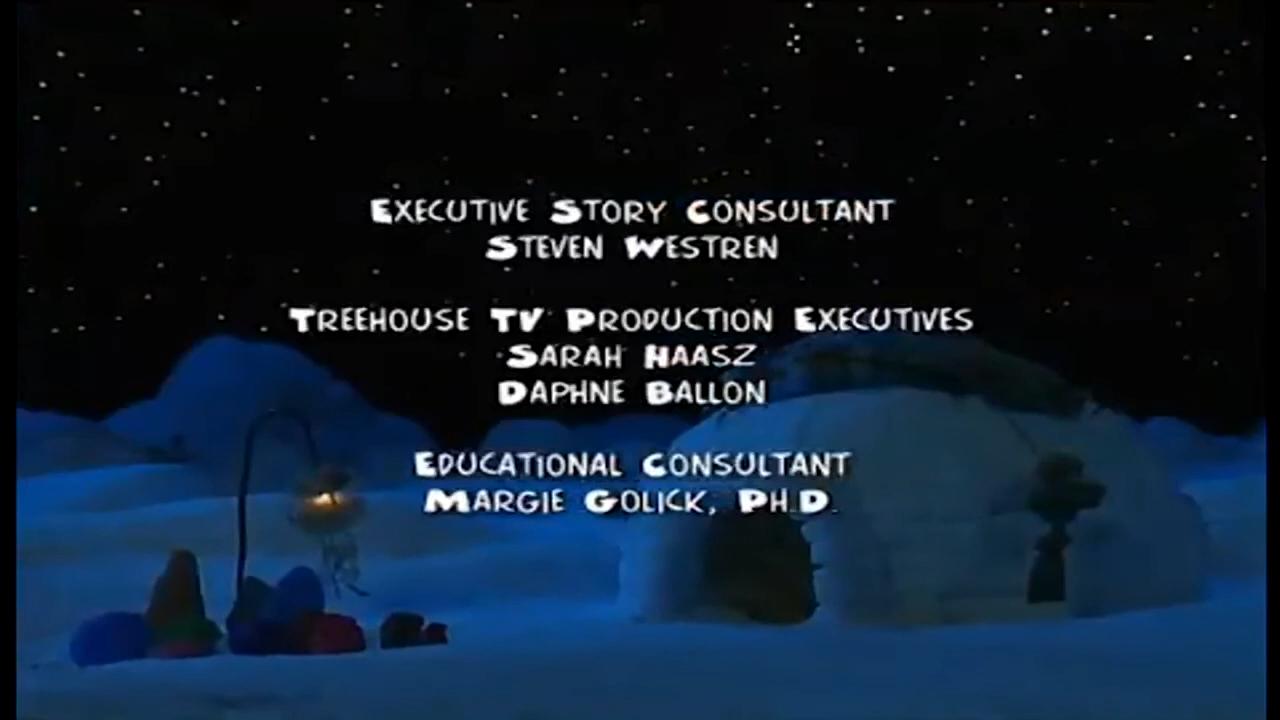 EXECUTIVE STORY CONSULTANT
STEVEN WESTREN
TREEHOUSE TV PRODUCTION EXECUTIVES
SARAH HAASZ
DAPHNE BALLON
EDUCATIONAL CONSULTANT
MARGIE GOLICK, PH.D.